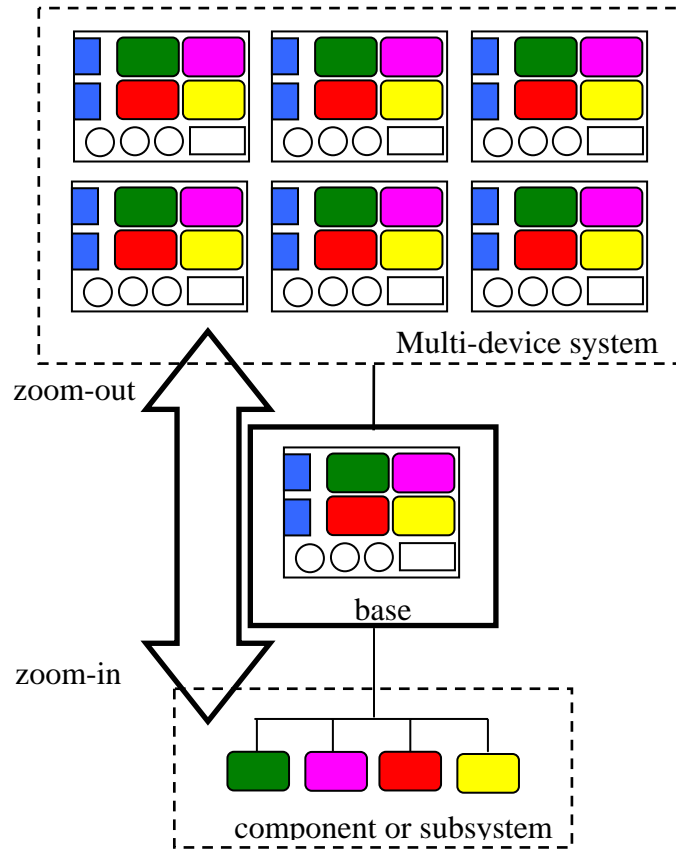 Multi-device system
zoom-out
base
zoom-in
component or subsystem